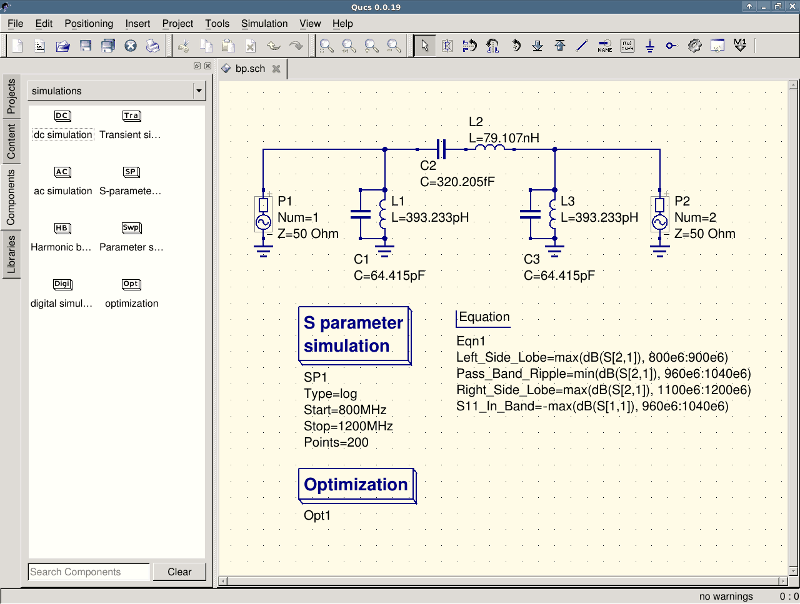 Qucs 0.0.19
File Edit Positioning Insert Project Tools Simulation View Help
bp.sch
Projects
Content
Components
Libraries
simulations
DC
Tra
dc simulation
Transient si...
AC
SP
ac simulation
S-paramete...
HB
Swp
Harmonic b...
Parameter s...
Digi
Opt
digital simul...
optimization
Search Components
Clear
L2
L=79.107nH
C2
C=320.205fF
P1
Num=1
Z=50 Ohm
L1
L=393.233pH
C1
C=64.415pF
L3
L=393.233pH
C3
C=64.415pF
P2
Num=2
Z=50 Ohm
S parameter
simulation
SP1
Type=log
Start=800MHz
Stop=1200MHz
Points=200
Equation
Eqn1
Left_Side_Lobe=max(dB(S[2,1]), 800e6:900e6)
Pass_Band_Ripple=min(dB(S[2,1]), 960e6:1040e6)
Right_Side_Lobe=max(dB(S[2,1]), 1100e6:1200e6)
S11_In_Band=-max(dB(S[1,1]), 960e6:1040e6)
Optimization
Opt1
no warnings
0 : 0